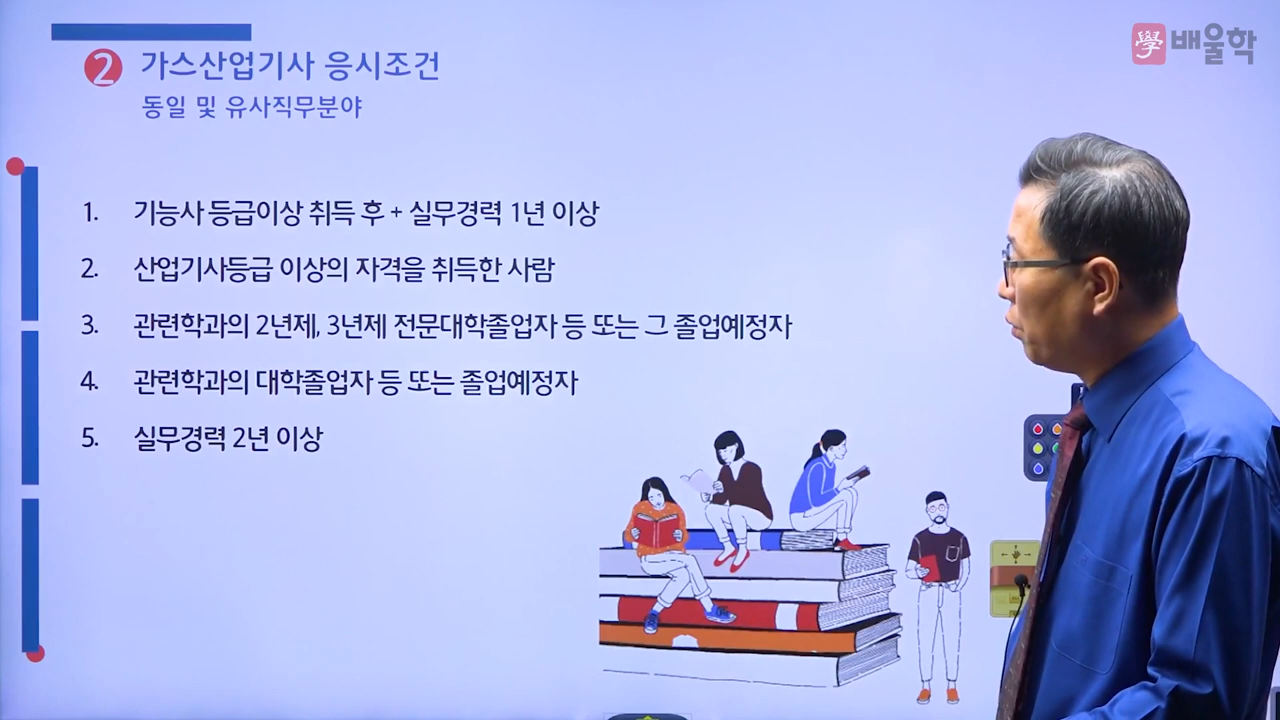 2 가스산업기사 응시조건
동일 및 유사직무분야
學 배울학
1. 기능사 등급이상 취득 후 + 실무경력 1년 이상
2. 산업기사등급 이상의 자격을 취득한 사람
3. 관련학과의 2년제, 3년제 전문대학졸업자 등 또는 그 졸업예정자
4. 관련학과의 대학졸업자 등 또는 졸업예정자
5. 실무경력 2년 이상